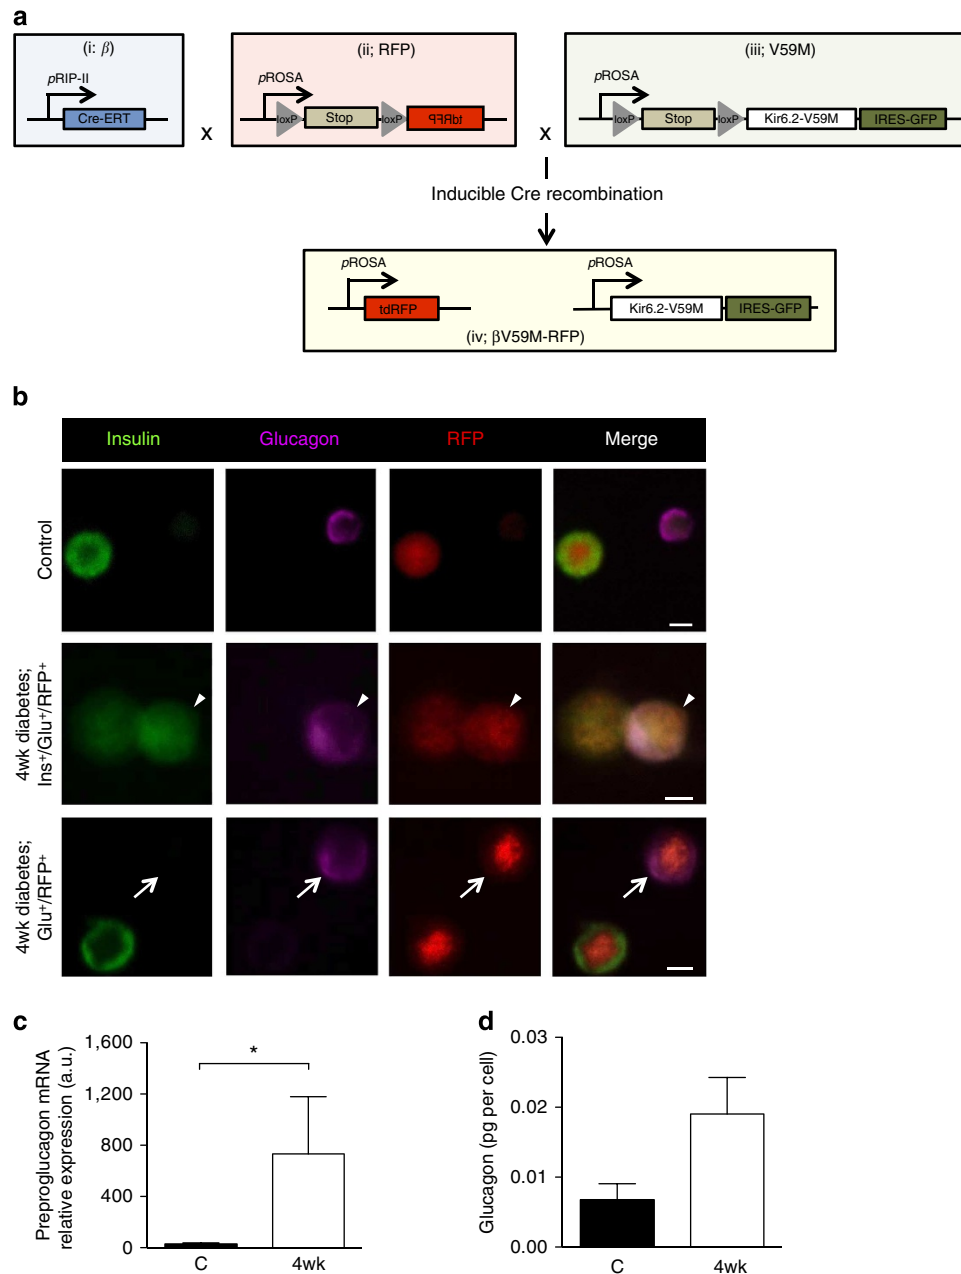 a
(i: β)
pRIP-II
Cre-ERT
x
(ii; RFP)
pROSA
loxP
Stop
loxP
tdRFP
x
(iii; V59M)
pROSA
loxP
Stop
loxP
Kir6.2-V59M
IRES-GFP
Inducible Cre recombination
pROSA
tdRFP
pROSA
Kir6.2-V59M
IRES-GFP
(iv; βV59M-RFP)
b
Insulin
Glucagon
RFP
Merge
Control
4wk diabetes;
Ins⁺/Glu⁺/RFP⁺
4wk diabetes;
Glu⁺/RFP⁺
c
Preproglucagon mRNA
relative expression (a.u.)
1,600
1,200
800
400
0
*
C
4wk
d
Glucagon (pg per cell)
0.03
0.02
0.01
0.00
C
4wk